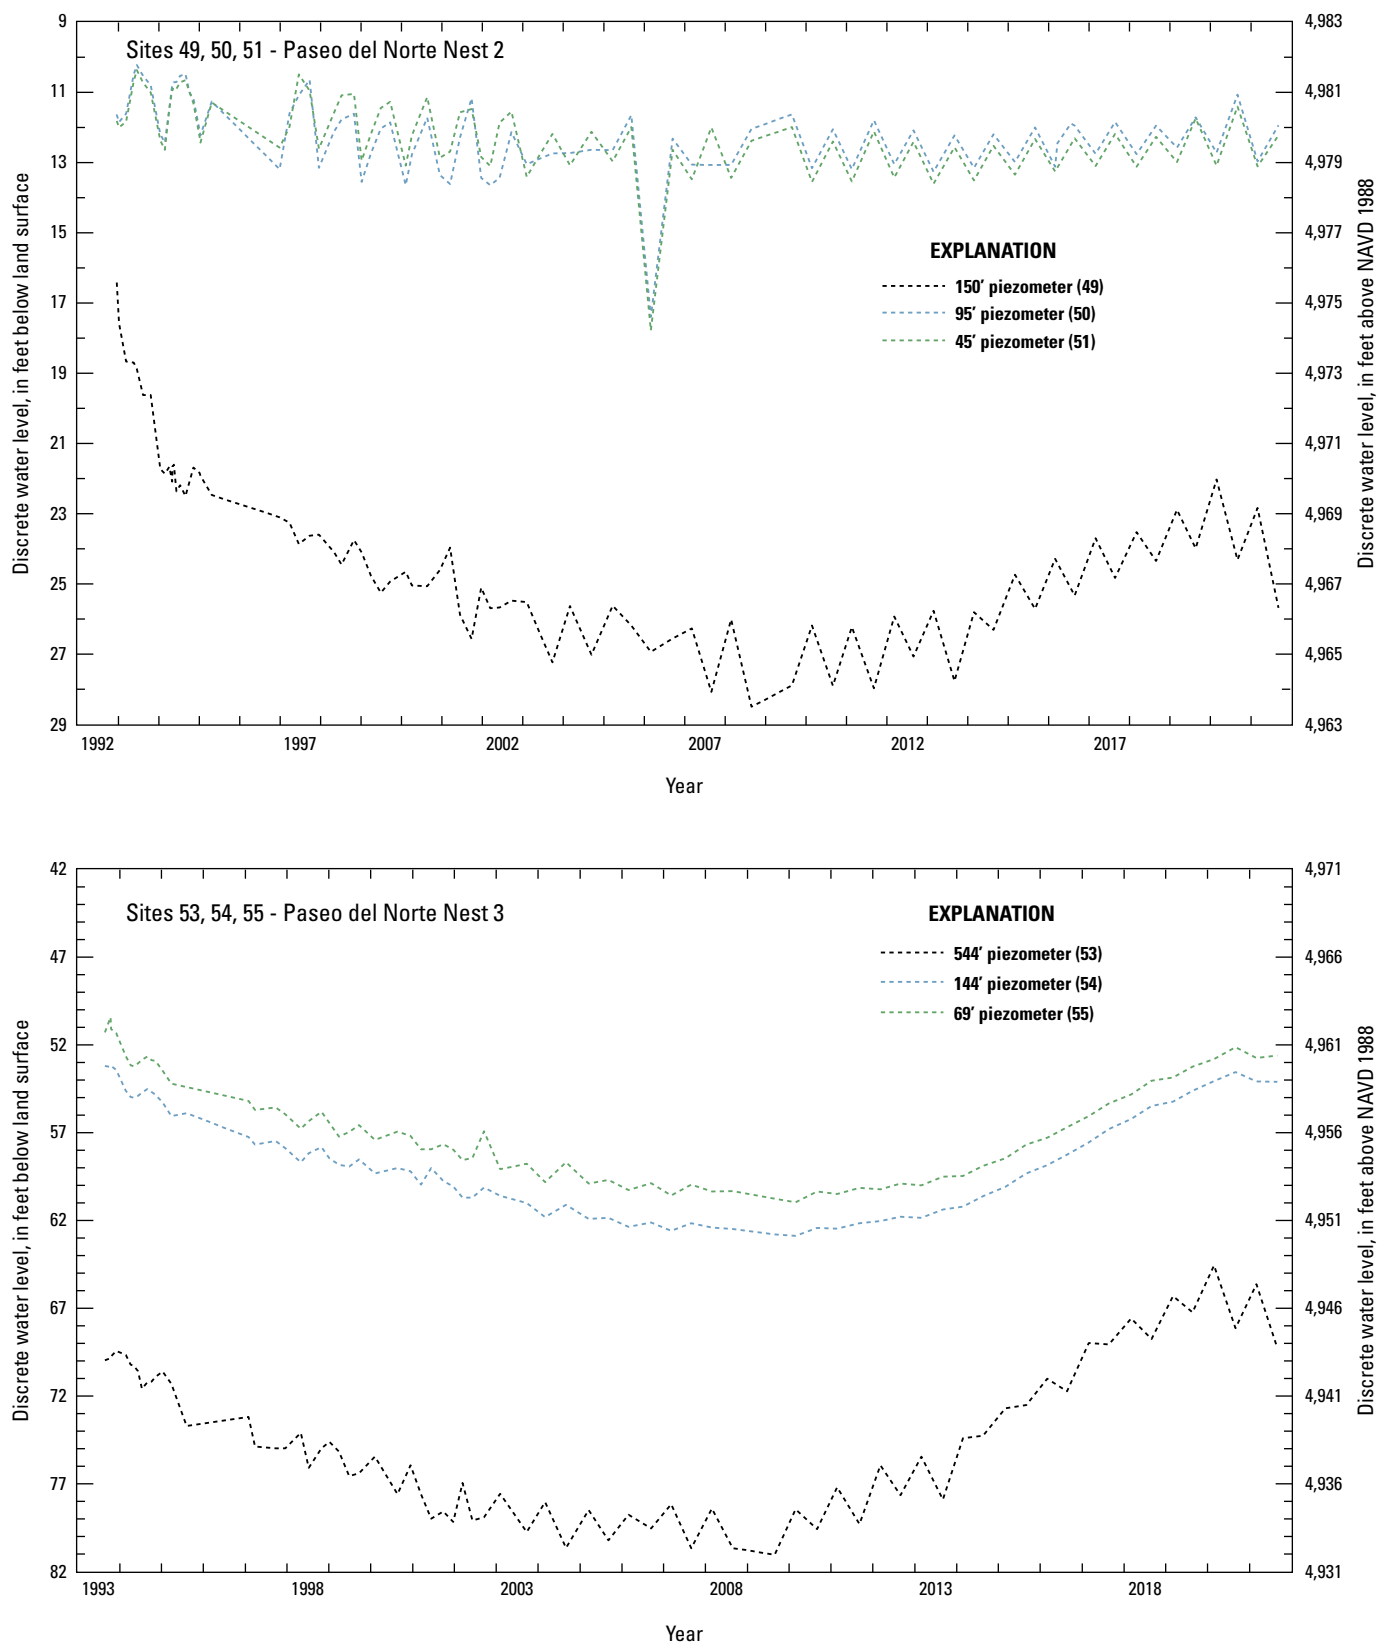 Sites 49, 50, 51 - Paseo del Norte Nest 2
Discrete water level, in feet below land surface
9
11
13
15
17
19
21
23
25
27
29
4,983
4,981
4,979
4,977
4,975
4,973
4,971
4,969
4,967
4,965
4,963
Discrete water level, in feet above NAVD 1988
EXPLANATION
150' piezometer (49)
95' piezometer (50)
45' piezometer (51)
1992 1997 2002 2007 2012 2017
Year
Sites 53, 54, 55 - Paseo del Norte Nest 3
Discrete water level, in feet below land surface
42
47
52
57
62
67
72
77
82
4,971
4,966
4,961
4,956
4,951
4,946
4,941
4,936
4,931
Discrete water level, in feet above NAVD 1988
EXPLANATION
544' piezometer (53)
144' piezometer (54)
69' piezometer (55)
1993 1998 2003 2008 2013 2018
Year